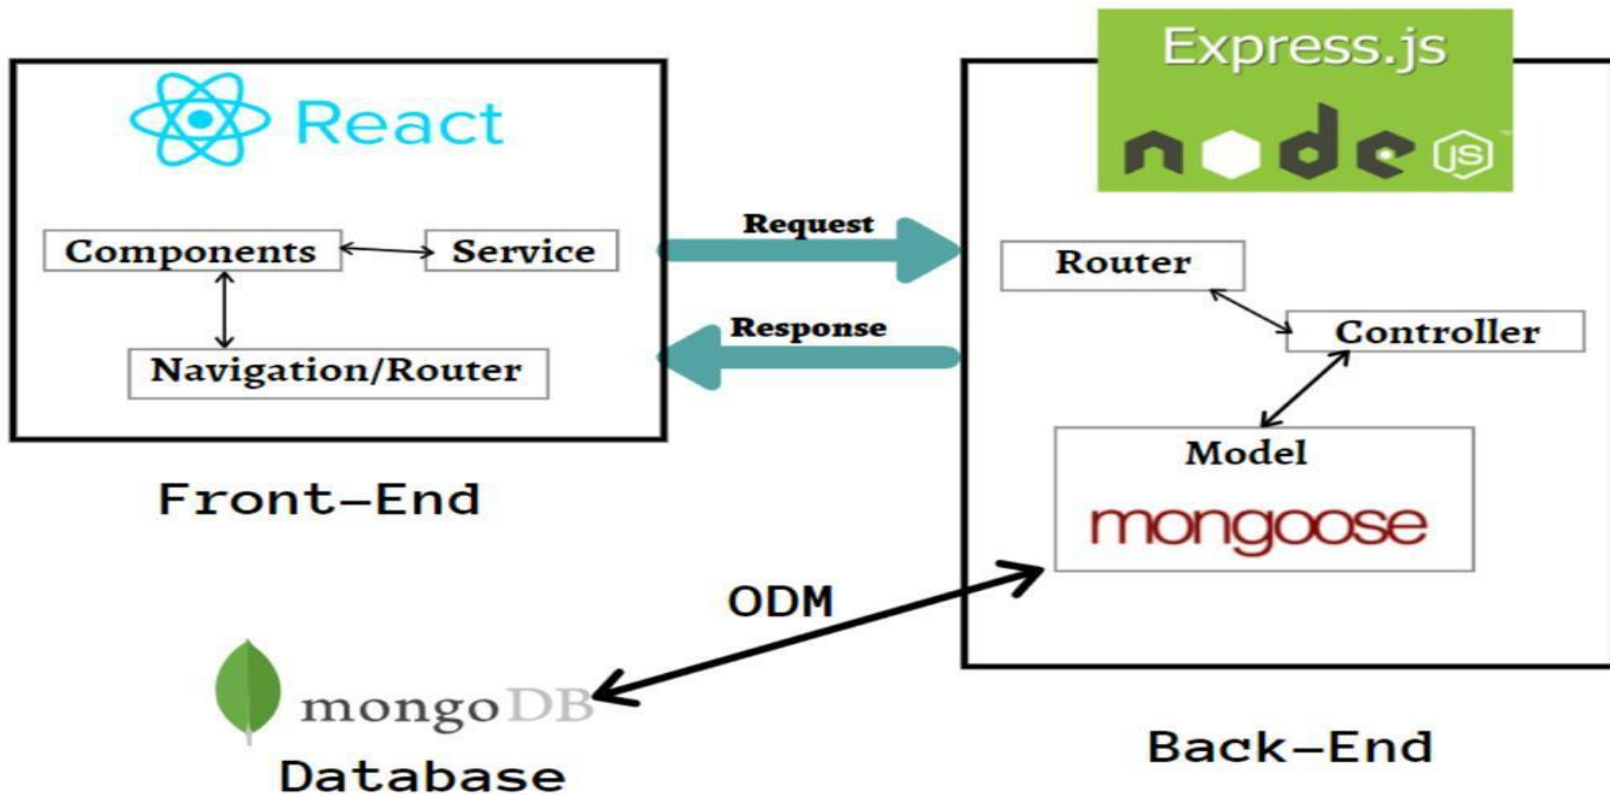 React
Components
Service
Navigation/Router
Front-End
Request
Response
Express.js
node
JS
Router
Controller
Model
mongoose
Back-End
ODM
mongoDB
Database